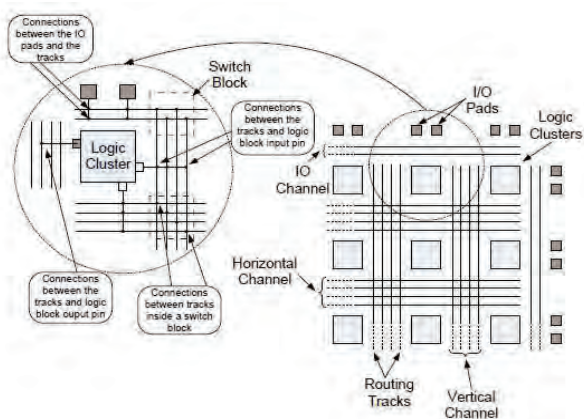 Connections
between the IO
pads and the
tracks
Switch
Block
Connections
between the
tracks and logic
block input pin
Logic
Cluster
Connections
between the
tracks and logic
block ouput pin
Connections
between tracks
inside a switch
block
I/O
Pads
Logic
Clusters
IO
Channel
Horizontal
Channel
Routing
Tracks
Vertical
Channel